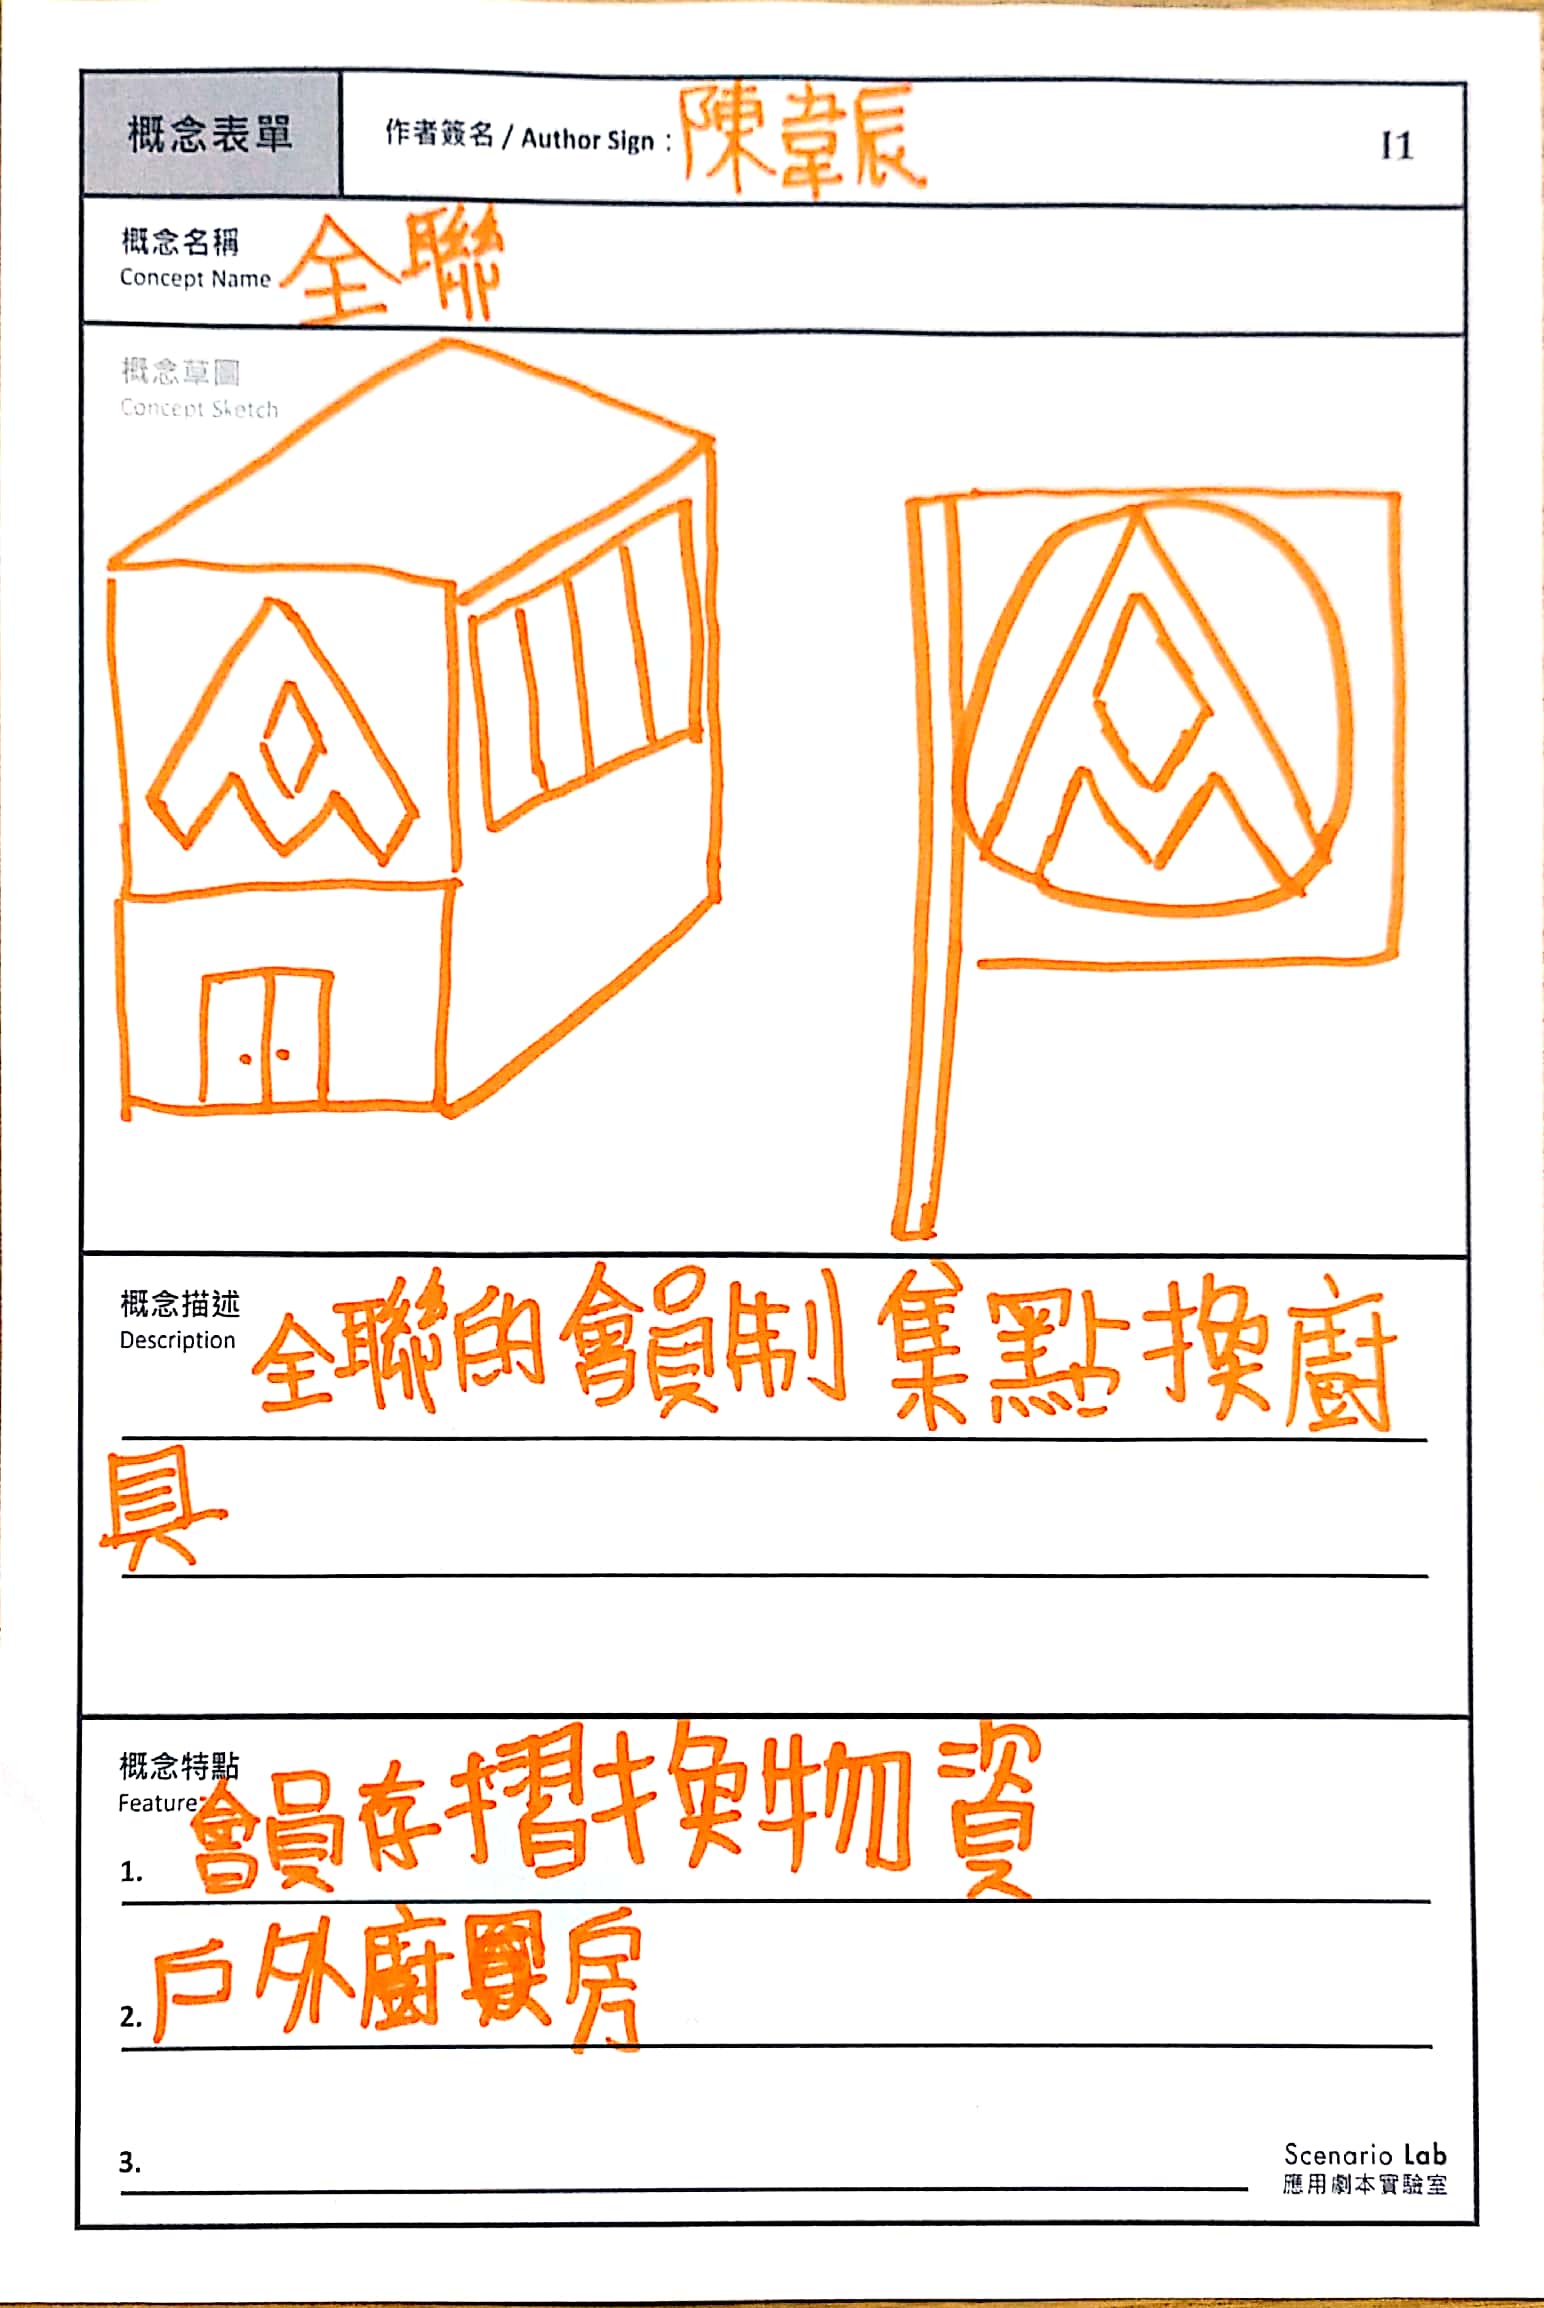 概念表單
作者簽名 / Author Sign : 陳韋辰
I1
概念名稱
Concept Name
全聯
概念草圖
Concept Sketch
概念描述
Description
全聯的會員制集點換廚
具
概念特點
Feature
1. 會員存摺換物資
2. 戶外廚房
3.
Scenario Lab
應用劇本實驗室